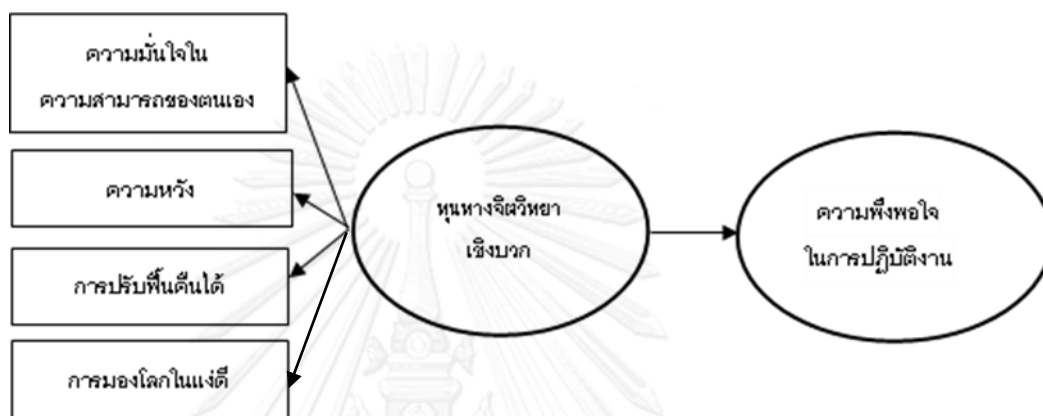 ความมั่นใจใน
ความสามารถของตนเอง
ความหวัง
การปรับฟื้นคืนได้
การมองโลกในแง่ดี
ทุนทางจิตวิทยา
เชิงบวก
ความพึงพอใจ
ในการปฏิบัติงาน